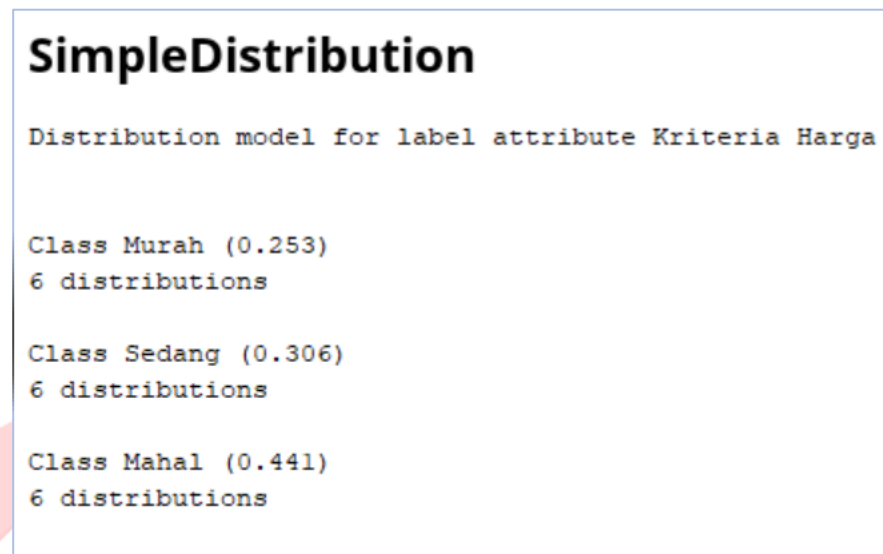 SimpleDistribution
Distribution model for label attribute Kriteria Harga
Class Murah (0.253)
6 distributions
Class Sedang (0.306)
6 distributions
Class Mahal (0.441)
6 distributions